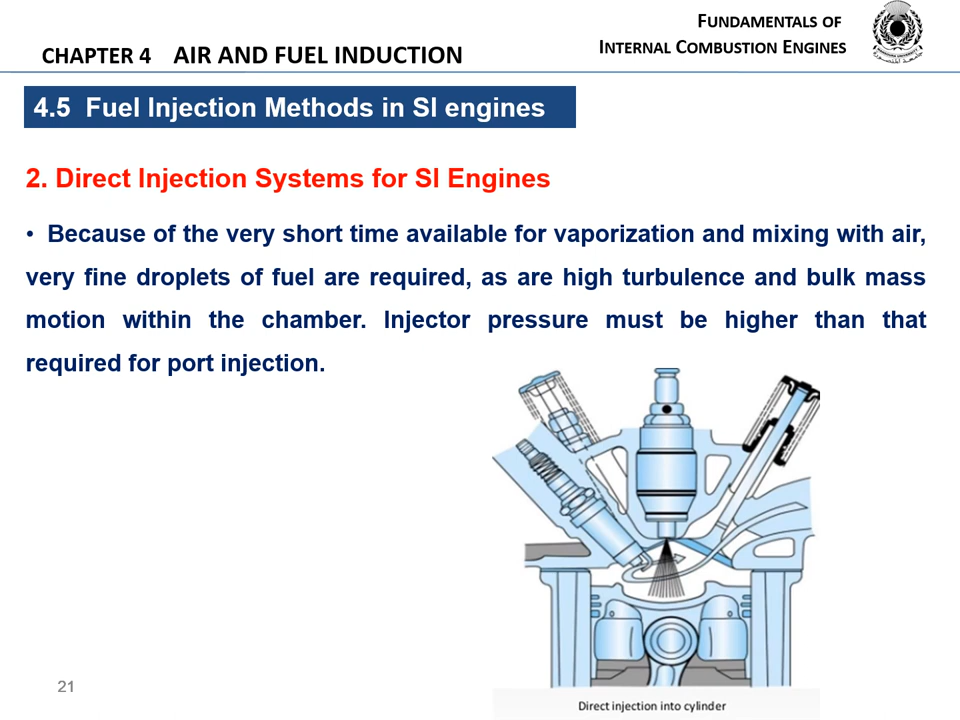 FUNDAMENTALS OF
INTERNAL COMBUSTION ENGINES
CHAPTER 4 AIR AND FUEL INDUCTION
4.5 Fuel Injection Methods in SI engines
2. Direct Injection Systems for SI Engines
• Because of the very short time available for vaporization and mixing with air,
very fine droplets of fuel are required, as are high turbulence and bulk mass
motion within the chamber. Injector pressure must be higher than that
required for port injection.
Direct injection into cylinder
21